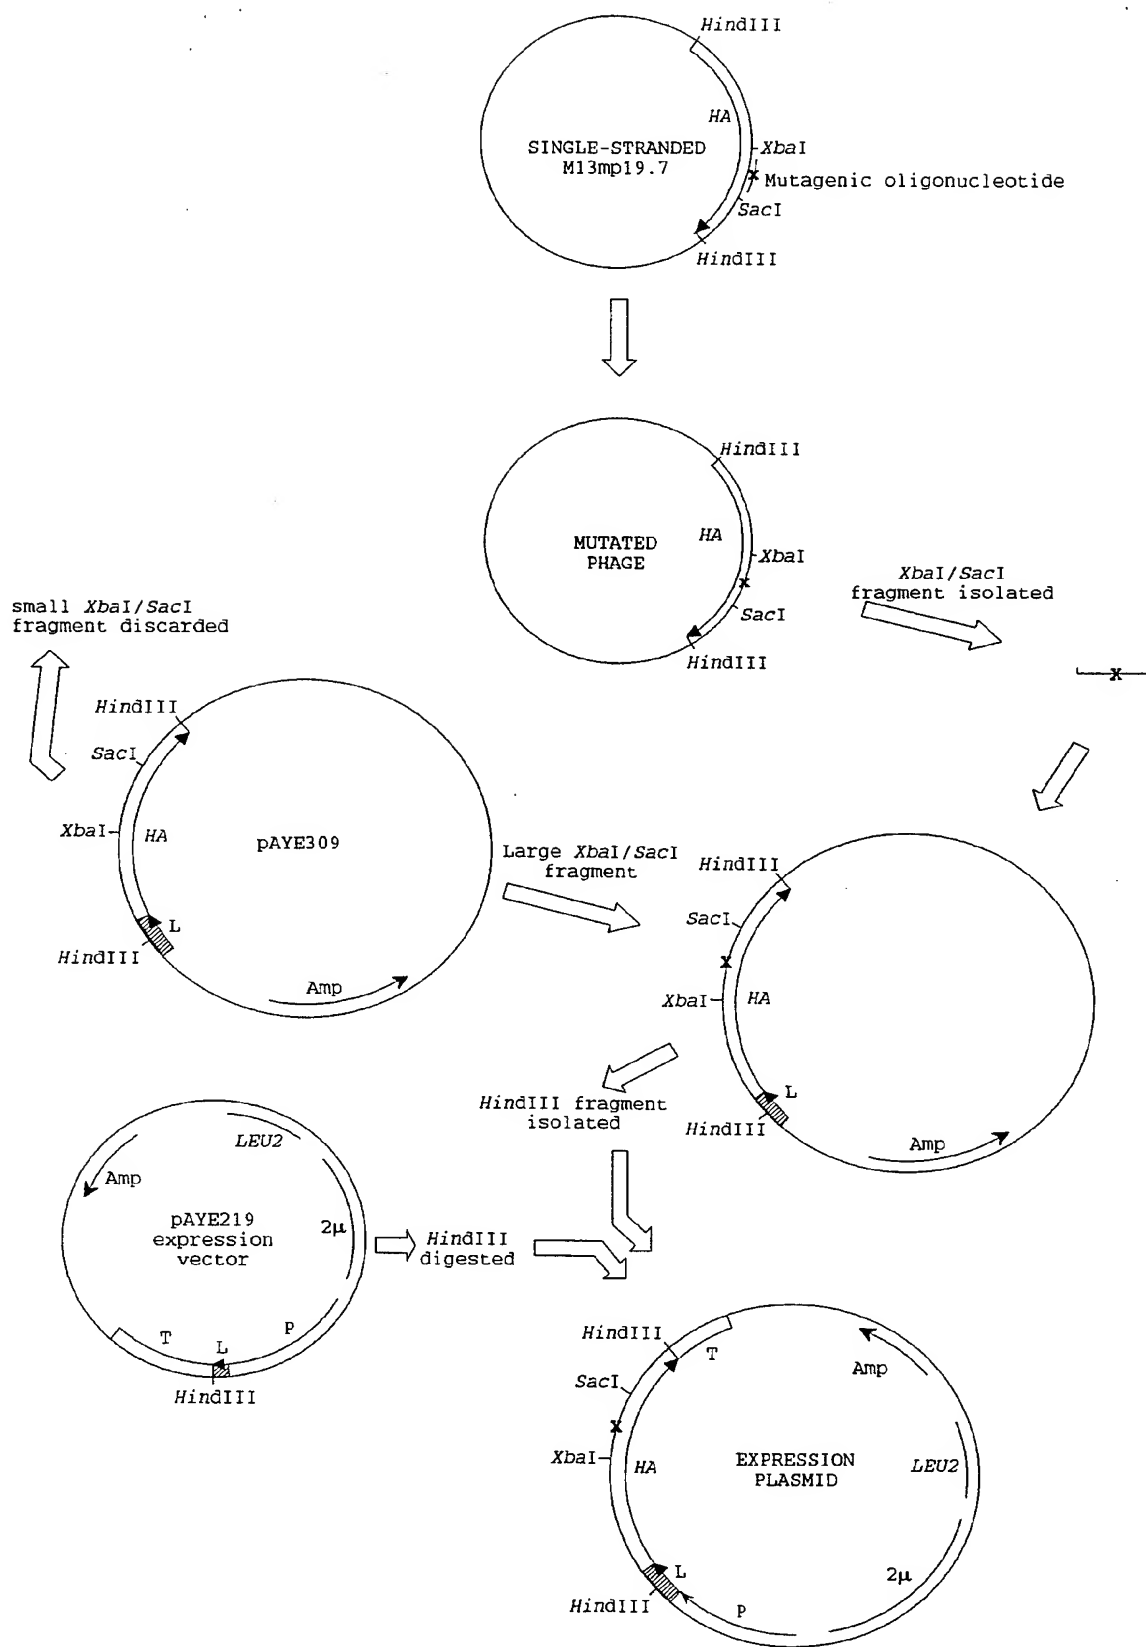 HindIII
HA
SINGLE-STRANDED
M13mp19.7
XbaI
x Mutagenic oligonucleotide
SacI
HindIII
HindIII
MUTATED
PHAGE
HA
XbaI
x
SacI
HindIII
XbaI/SacI
fragment isolated
x
small XbaI/SacI
fragment discarded
HindIII
SacI
XbaI
HA
pAYE309
L
HindIII
Amp
Large XbaI/SacI
fragment
HindIII
SacI
x
XbaI
HA
L
HindIII
Amp
HindIII fragment
isolated
LEU2
Amp
pAYE219
expression
vector
2μ
T
L
P
HindIII
HindIII
digested
HindIII
T
SacI
x
XbaI
HA
EXPRESSION
PLASMID
Amp
LEU2
2μ
L
HindIII
P